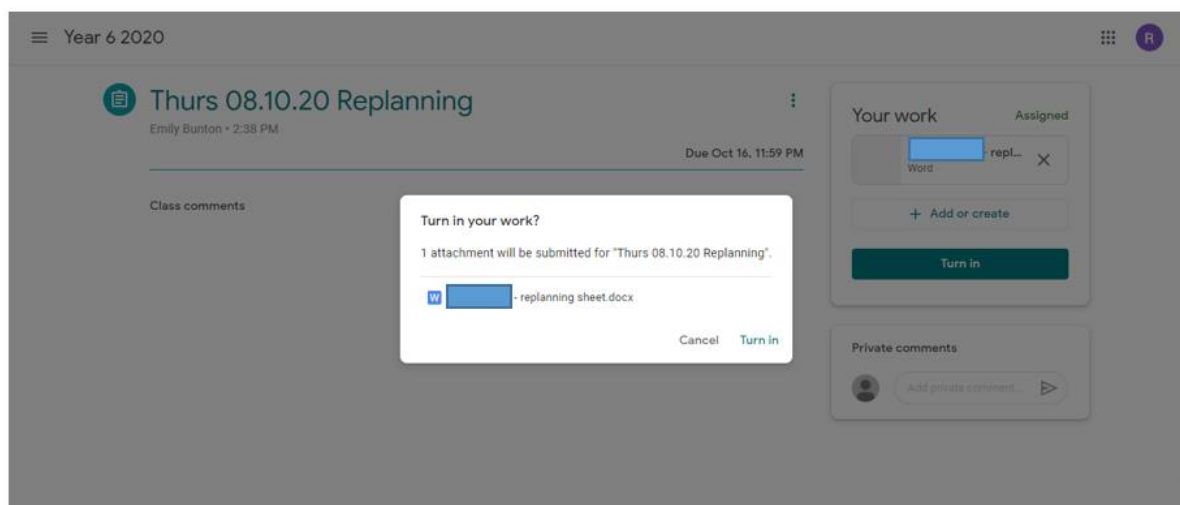 Year 6 2020
R
Thurs 08.10.20 Replanning
Emily Bunton • 2:38 PM
Due Oct 16, 11:59 PM
Class comments
Your work
Assigned
- repl...
Word
+ Add or create
Turn in
Private comments
Add private comment...
Turn in your work?
1 attachment will be submitted for "Thurs 08.10.20 Replanning".
W - replanning sheet.docx
Cancel Turn in